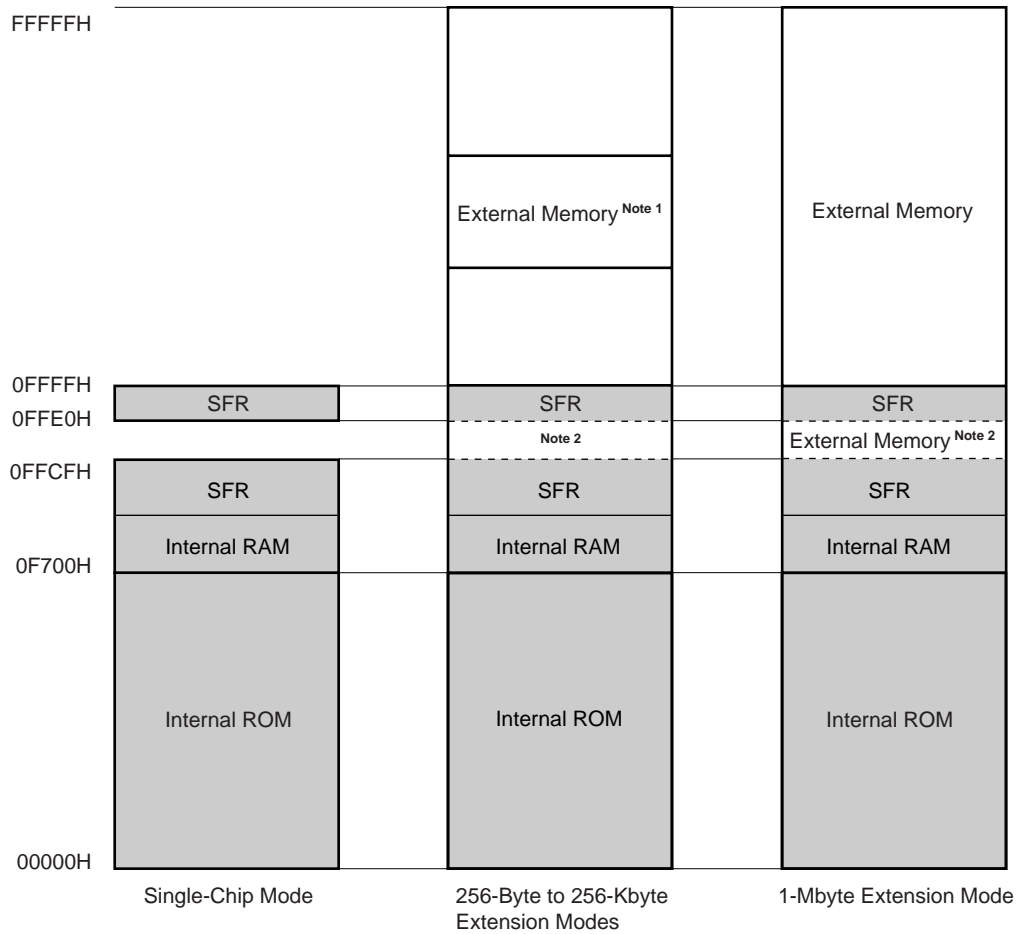 FFFFFH
External Memory Note 1
External Memory
0FFFFH
SFR
SFR
SFR
0FFE0H
Note 2
External Memory Note 2
0FFCFH
SFR
SFR
SFR
Internal RAM
Internal RAM
Internal RAM
0F700H
Internal ROM
Internal ROM
Internal ROM
00000H
Single-Chip Mode
256-Byte to 256-Kbyte
Extension Modes
1-Mbyte Extension Mode